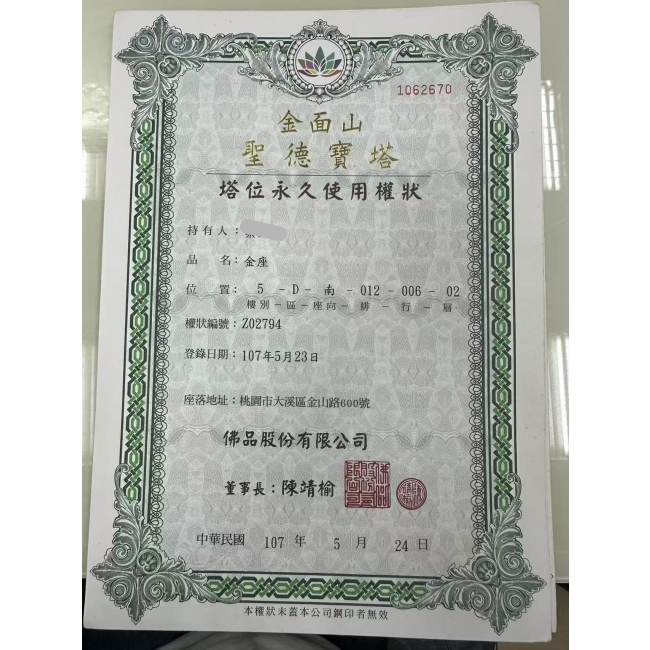 1062670
金面山
聖德寶塔
塔位永久使用權狀
持有人：
品名：金座
位置：5-D-南-012-006-02
樓別-區-座向-排-行-層
權狀編號：Z02794
登錄日期：107年5月23日
座落地址：桃園市大溪區金山路600號
佛品股份有限公司
董事長：陳靖榆
中華民國 107 年 5 月 24 日
本權狀未蓋本公司鋼印者無效